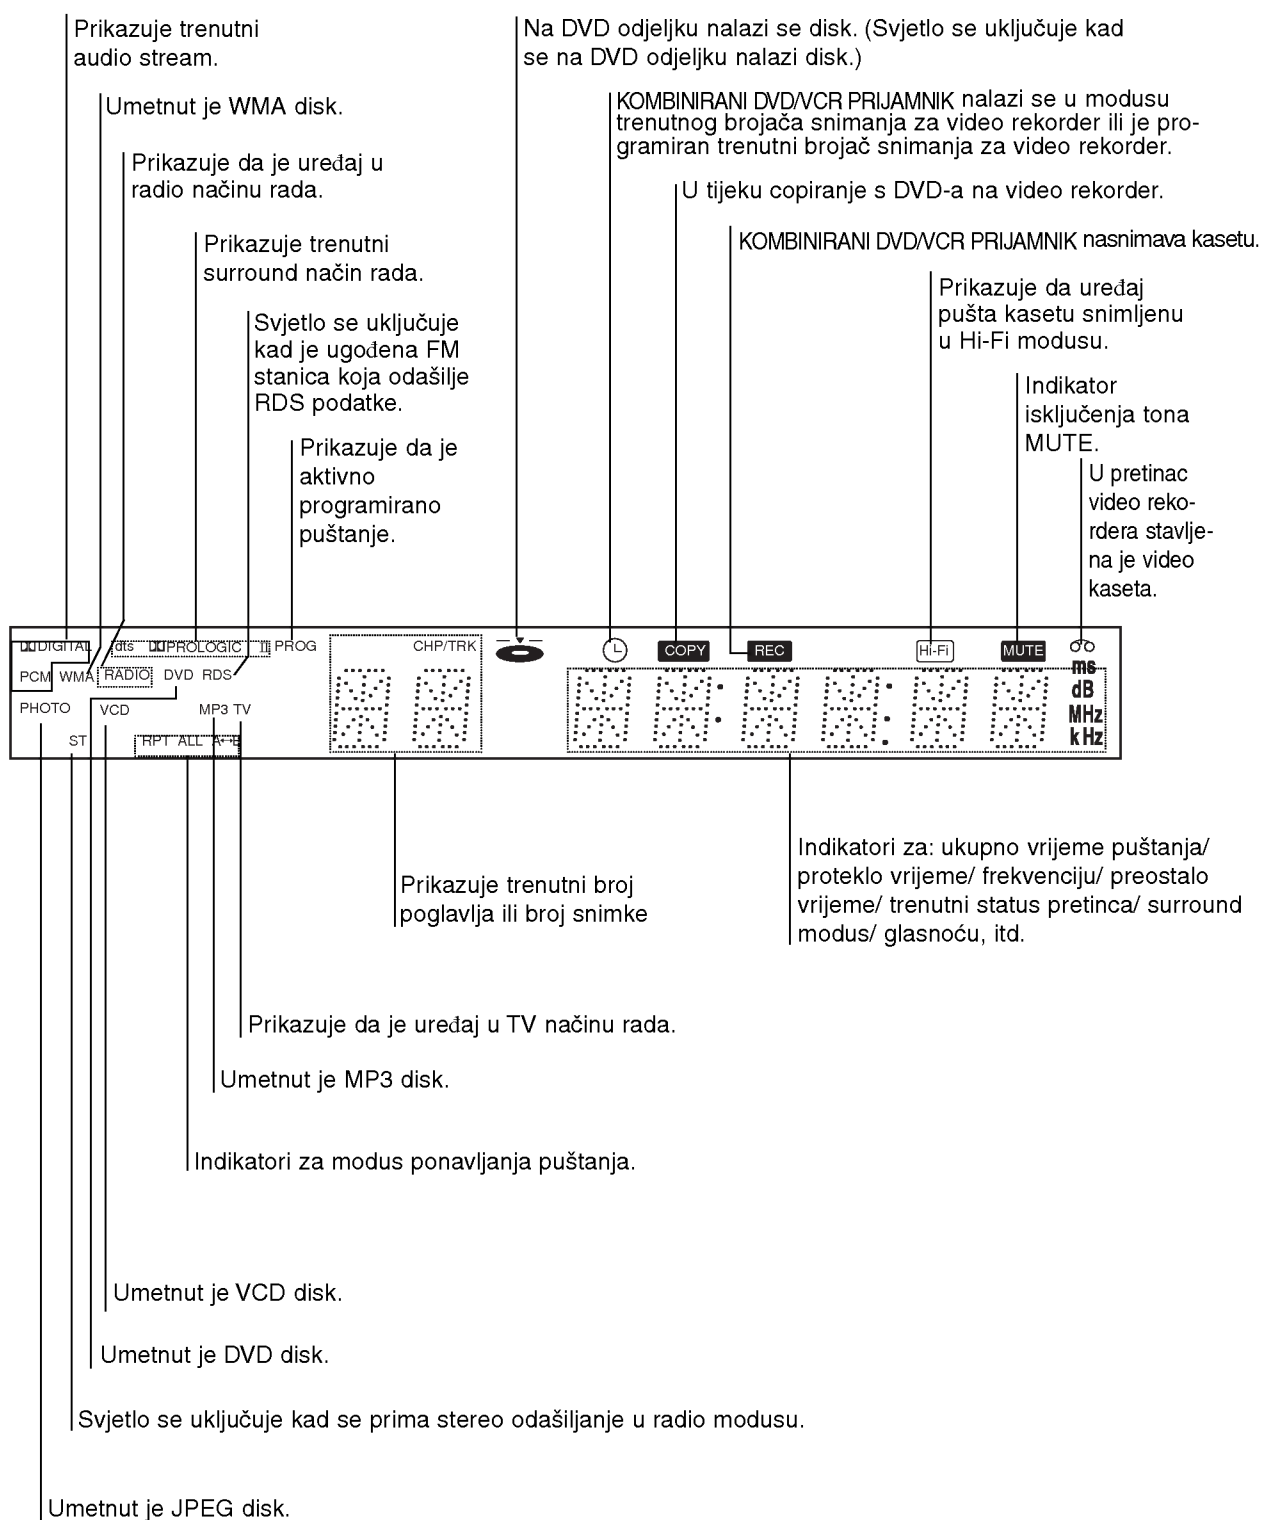 Prikazuje trenutni
audio stream.
Umetnut je WMA disk.
Prikazuje da je uređaj u
radio načinu rada.
Prikazuje trenutni
surround način rada.
Svjetlo se uključuje
kad je ugođena FM
stanica koja odašilje
RDS podatke.
Prikazuje da je
aktivno
programirano
puštanje.
Na DVD odjeljku nalazi se disk. (Svjetlo se uključuje kad
se na DVD odjeljku nalazi disk.)
KOMBINIRANI DVD/VCR PRIJAMNIK nalazi se u modusu
trenutnog brojača snimanja za video rekorder ili je pro-
gramiran trenutni brojač snimanja za video rekorder.
U tijeku copiranje s DVD-a na video rekorder.
KOMBINIRANI DVD/VCR PRIJAMNIK nasnimava kasetu.
Prikazuje da uređaj
pušta kasetu snimljenu
u Hi-Fi modusu.
Indikator
isključenja tona
MUTE.
U pretinac
video reko-
rdera stavlje-
na je video
kaseta.
DIGITAL dts PROLOGIC II PROG CHP/TRK COPY REC Hi-Fi MUTE
PCM WMA RADIO DVD RDS
PHOTO VCD MP3 TV
ST RPT ALL A↔B
ms
dB
MHz
kHz
Prikazuje trenutni broj
poglavlja ili broj snimke
Indikatori za: ukupno vrijeme puštanja/
proteklo vrijeme/ frekvenciju/ preostalo
vrijeme/ trenutni status pretinca/ surround
modus/ glasnoću, itd.
Prikazuje da je uređaj u TV načinu rada.
Umetnut je MP3 disk.
Indikatori za modus ponavljanja puštanja.
Umetnut je VCD disk.
Umetnut je DVD disk.
Svjetlo se uključuje kad se prima stereo odašiljanje u radio modusu.
Umetnut je JPEG disk.